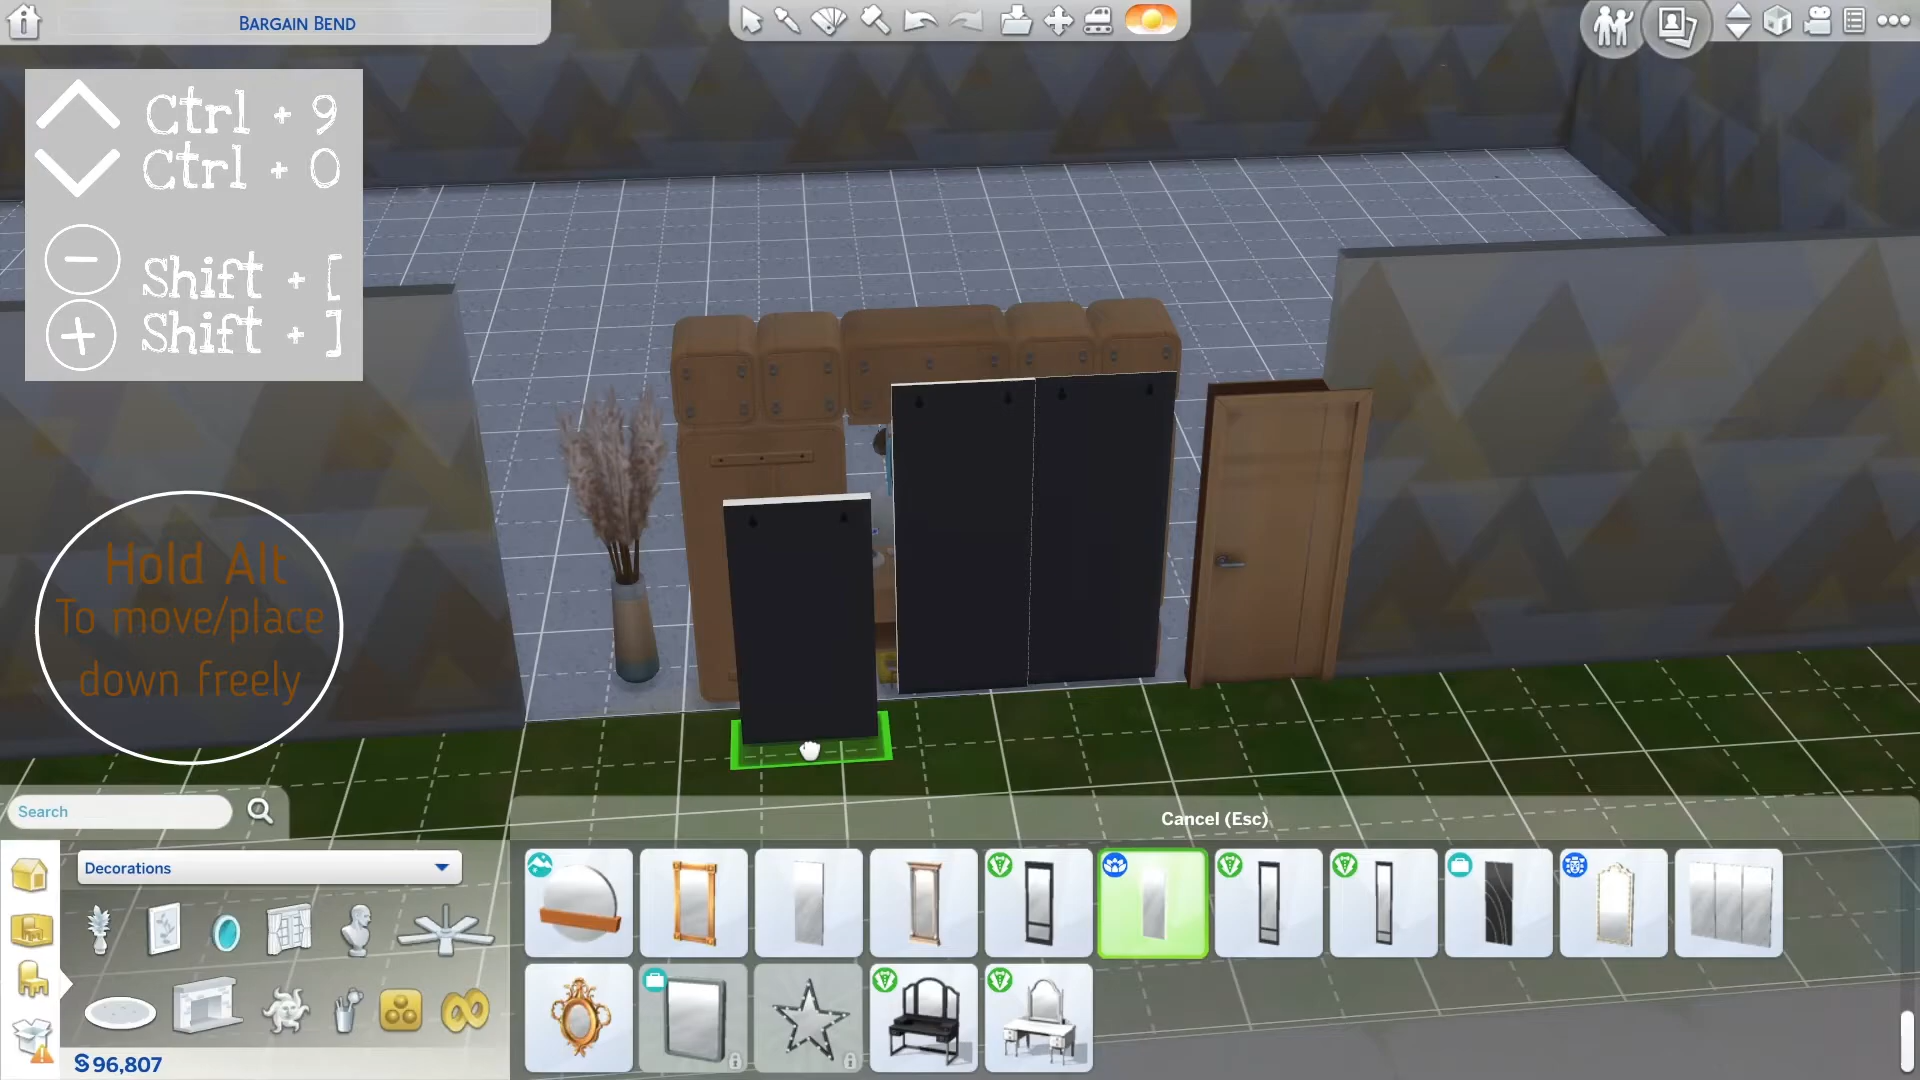 BARGAIN BEND
Ctrl + 9
Ctrl + 0
Shift + [
Shift + ]
Hold Alt
To move/place
down freely
Search
Cancel (Esc)
Decorations
§96,807